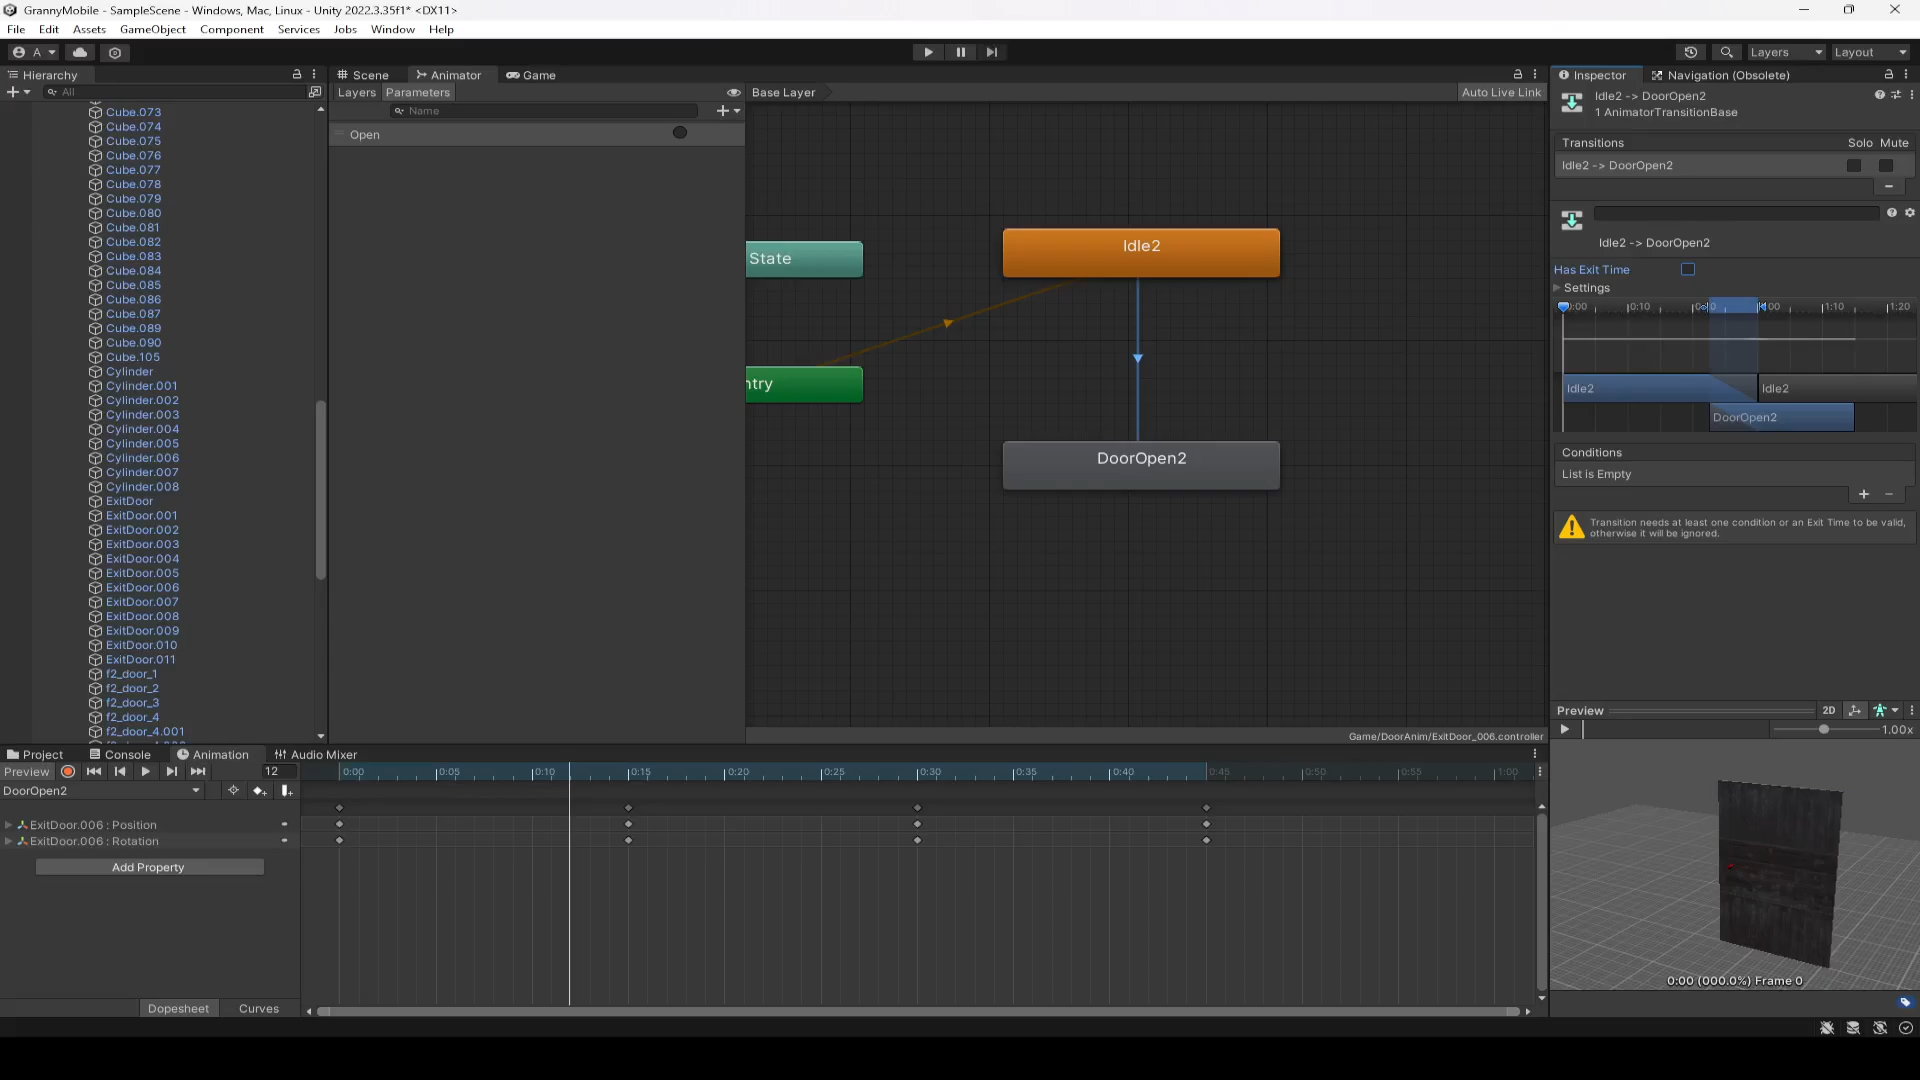 GrannyMobile - SampleScene - Windows, Mac, Linux - Unity 2022.3.35f1* <DX11>
File Edit Assets GameObject Component Services Jobs Window Help
A Layers Layout
Hierarchy Scene Animator Game Inspector Navigation (Obsolete)
All Layers Parameters Base Layer Auto Live Link
Name
Open
Cube.073
Cube.074
Cube.075
Cube.076
Cube.077
Cube.078
Cube.079
Cube.080
Cube.081
Cube.082
Cube.083
Cube.084
Cube.085
Cube.086
Cube.087
Cube.089
Cube.090
Cube.105
Cylinder
Cylinder.001
Cylinder.002
Cylinder.003
Cylinder.004
Cylinder.005
Cylinder.006
Cylinder.007
Cylinder.008
ExitDoor
ExitDoor.001
ExitDoor.002
ExitDoor.003
ExitDoor.004
ExitDoor.005
ExitDoor.006
ExitDoor.007
ExitDoor.008
ExitDoor.009
ExitDoor.010
ExitDoor.011
f2_door_1
f2_door_2
f2_door_3
f2_door_4
f2_door_4.001
State
Idle2
ntry
DoorOpen2
Game/DoorAnim/ExitDoor_006.controller
Idle2 -> DoorOpen2
1 AnimatorTransitionBase
Transitions Solo Mute
Idle2 -> DoorOpen2
Idle2 -> DoorOpen2
Has Exit Time
Settings
:00 0:10 1:10 1:20
Idle2 Idle2
DoorOpen2
Conditions
List is Empty
+ -
Transition needs at least one condition or an Exit Time to be valid,
otherwise it will be ignored.
Preview 2D
1.00x
0:00 (000.0%) Frame 0
Project Console Animation Audio Mixer
Preview 12 0:00 0:05 0:10 0:15 0:20 0:25 0:30 0:35 0:40 0:45 0:50 0:55 1:00
DoorOpen2
ExitDoor.006 : Position
ExitDoor.006 : Rotation
Add Property
Dopesheet Curves